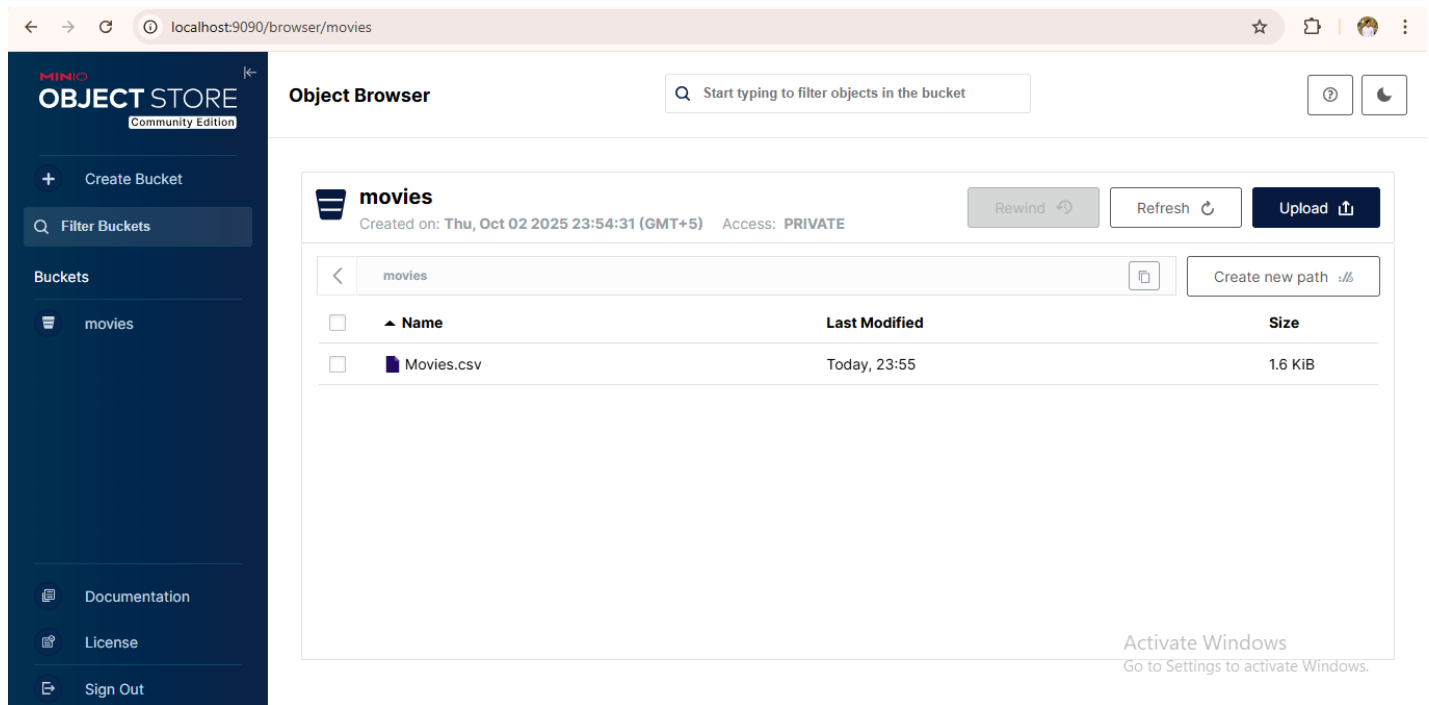 localhost:9090/browser/movies
MINIO
OBJECT STORE
Community Edition
Create Bucket
Filter Buckets
Buckets
movies
Documentation
License
Sign Out
Object Browser
Start typing to filter objects in the bucket
movies
Created on: Thu, Oct 02 2025 23:54:31 (GMT+5) Access: PRIVATE
Rewind
Refresh
Upload
movies
Create new path
Name Last Modified Size
Movies.csv Today, 23:55 1.6 KiB
Activate Windows
Go to Settings to activate Windows.